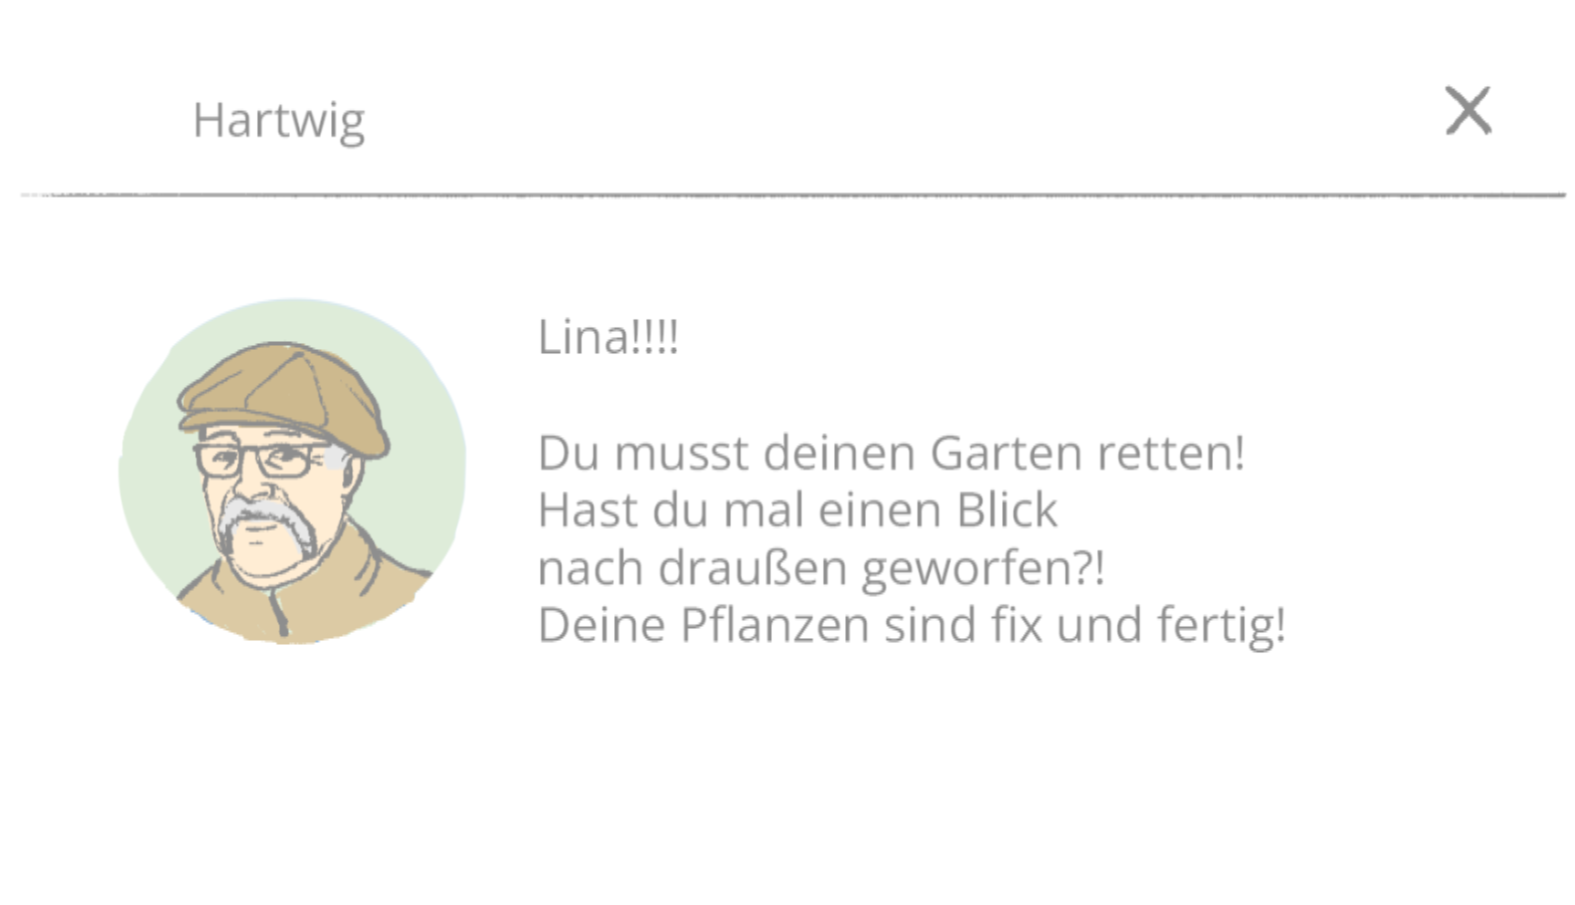 Hartwig
Lina!!!!
Du musst deinen Garten retten!
Hast du mal einen Blick
nach draußen geworfen?!
Deine Pflanzen sind fix und fertig!